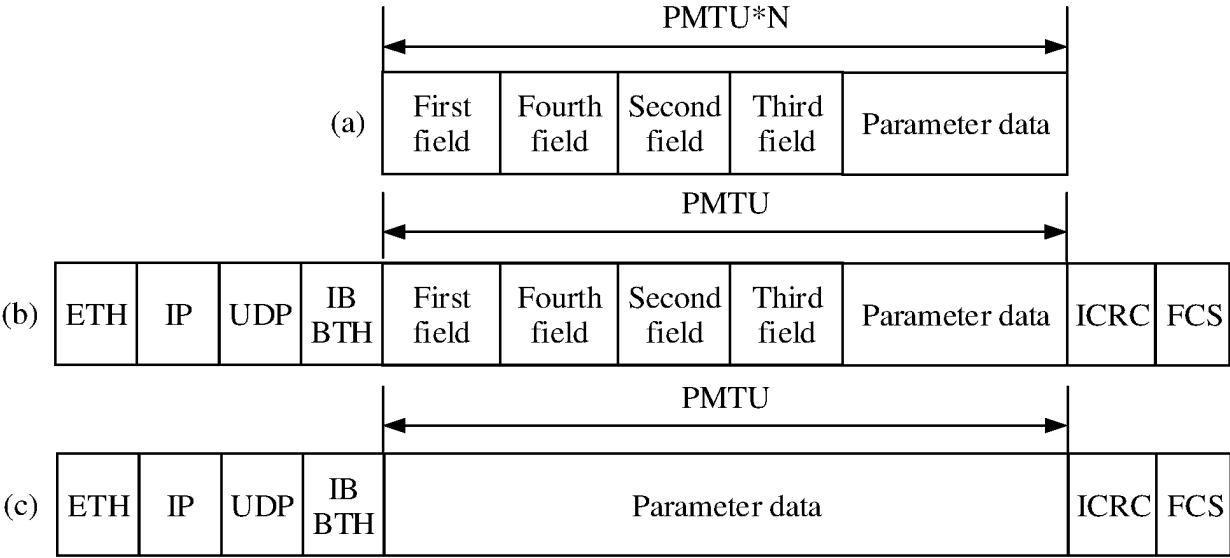 PMTU*N
(a)
First field
Fourth field
Second field
Third field
Parameter data
PMTU
(b)
ETH
IP
UDP
IB BTH
First field
Fourth field
Second field
Third field
Parameter data
ICRC
FCS
PMTU
(c)
ETH
IP
UDP
IB BTH
Parameter data
ICRC
FCS